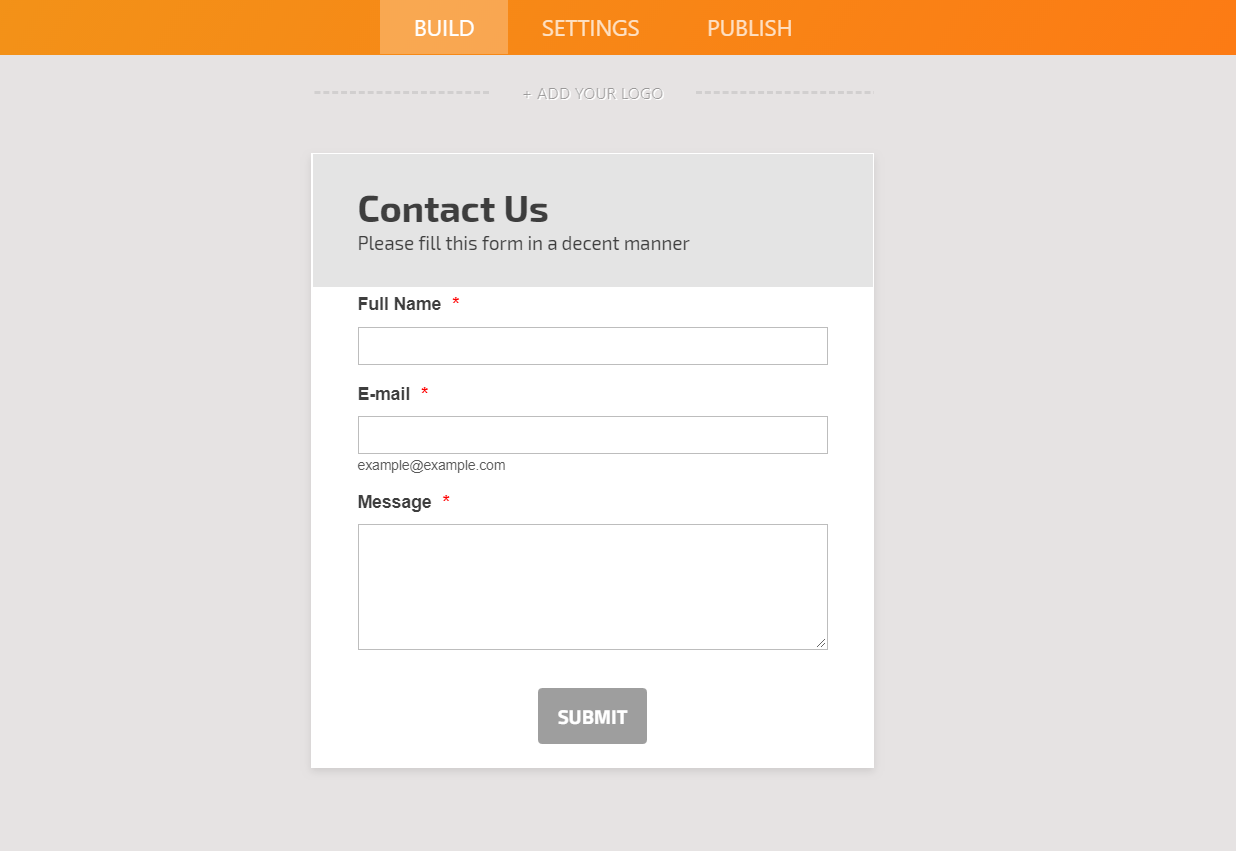 BUILD SETTINGS PUBLISH
+ ADD YOUR LOGO
Contact Us
Please fill this form in a decent manner
Full Name *
E-mail *
example@example.com
Message *
SUBMIT